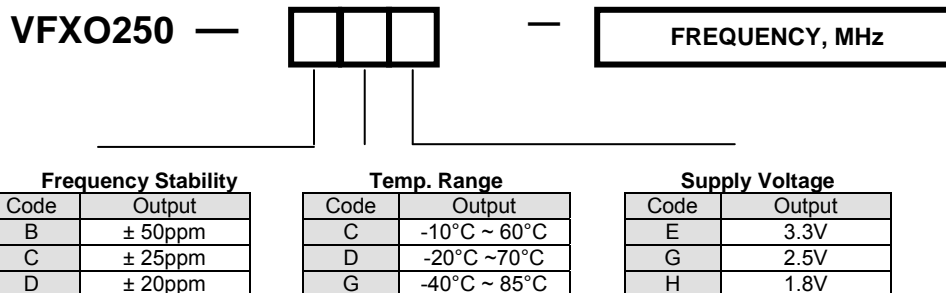 VFXO250 — — FREQUENCY, MHz
Frequency Stability Temp. Range Supply Voltage
Code Output Code Output Code Output
B ± 50ppm C -10°C ~ 60°C E 3.3V
C ± 25ppm D -20°C ~70°C G 2.5V
D ± 20ppm G -40°C ~ 85°C H 1.8V